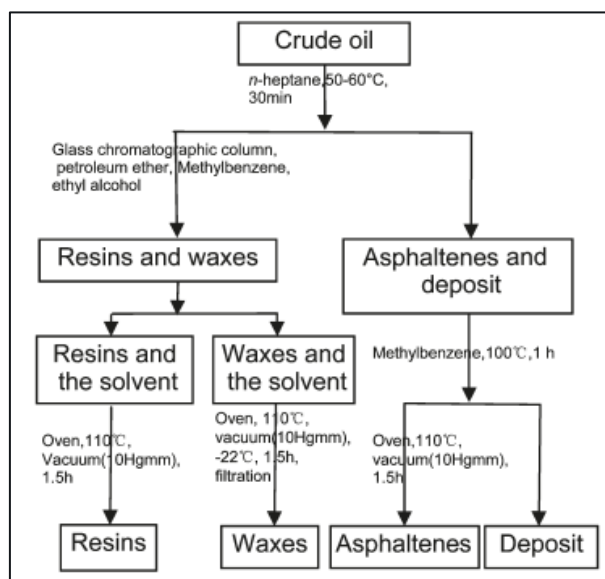 Crude oil
n-heptane,50-60°C,
30min
Glass chromatographic column,
petroleum ether, Methylbenzene,
ethyl alcohol
Resins and waxes
Asphaltenes and
deposit
Resins and
the solvent
Waxes and
the solvent
Methylbenzene,100℃,1 h
Oven,110℃,
Vacuum(10Hgmm),
1.5h
Oven, 110℃,
vacuum(10Hgmm),
-22℃, 1.5h,
filtration
Oven,110℃,
vacuum(10Hgmm),
1.5h
Resins
Waxes
Asphaltenes
Deposit